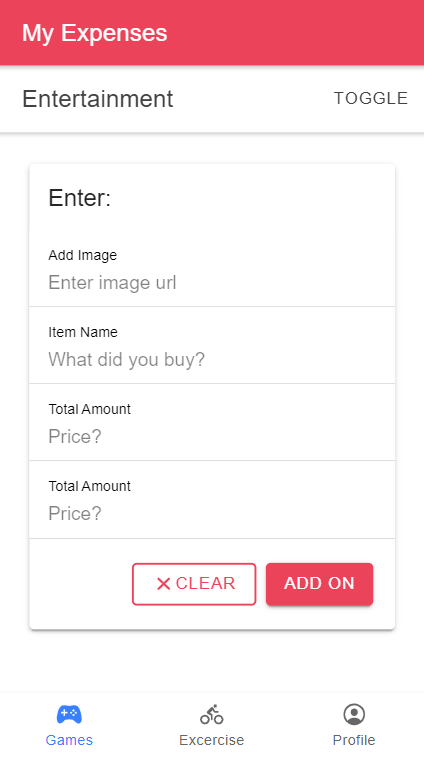 My Expenses
Entertainment TOGGLE
Enter:
Add Image
Enter image url
Item Name
What did you buy?
Total Amount
Price?
Total Amount
Price?
CLEAR ADD ON
Games Excercise Profile